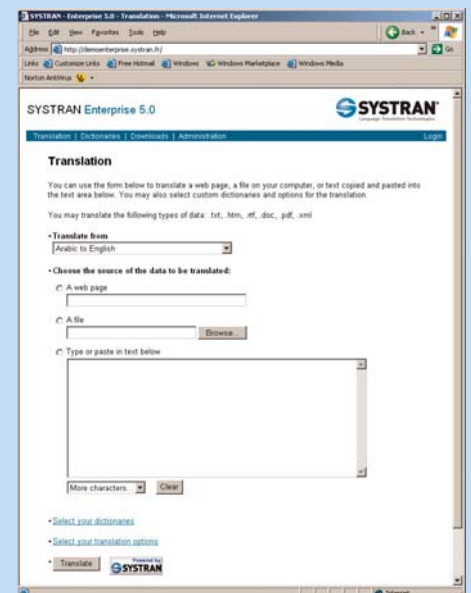 SYSTRAN - Enterprise 5.0 - Translation - Microsoft Internet Explorer
File Edit View Favorites Tools Help
Back
Address http://demoenterprise.systran.fr/
Go
Links Customize Links Free Hotmail Windows Windows Marketplace Windows Media
Norton AntiVirus
SYSTRAN Enterprise 5.0
SYSTRAN
Language Translation Technologies
Translation | Dictionaries | Downloads | Administration
Login
Translation
You can use the form below to translate a web page, a file on your computer, or text copied and pasted into
the text area below. You may also select custom dictionaries and options for the translation.
You may translate the following types of data: .txt, .htm, .rtf, .doc, .pdf, .xml
• Translate from
Arabic to English
• Choose the source of the data to be translated:
A web page
A file
Browse...
Type or paste in text below
More characters...
Clear
• Select your dictionaries
• Select your translation options
• Translate
Powered by
SYSTRAN
Internet